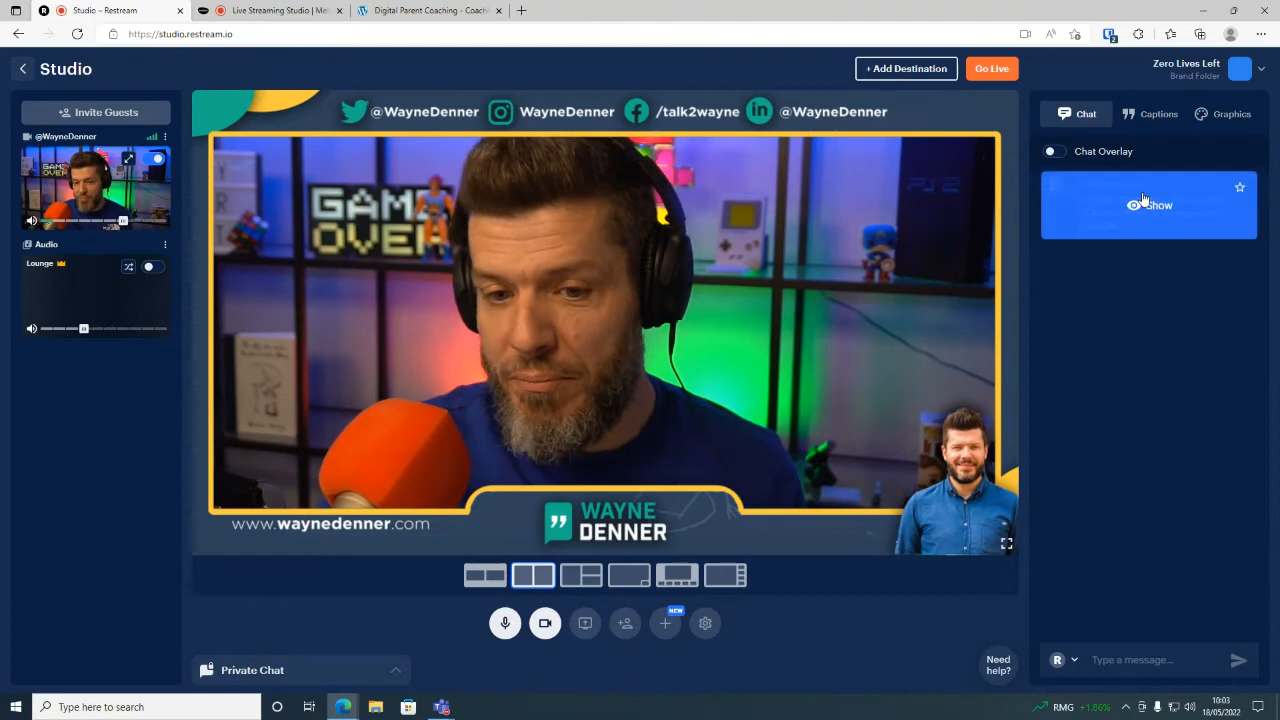 Studio – Restream
Live Streaming Studio | Mel
Digital Parent Coaching - Coachi
https://studio.restream.io
Studio
+ Add Destination
Go Live
Zero Lives Left
Brand Folder
Invite Guests
@WayneDenner
Audio
Lounge
@WayneDenner
WayneDenner
/talk2wayne
@WayneDenner
GAME
OVER
www.waynedenner.com
WAYNE
DENNER
Chat
Captions
Graphics
Chat Overlay
Show
NEW
Private Chat
Need
help?
R
Type a message...
Type here to search
RMG +1.86%
10:03
18/05/2022